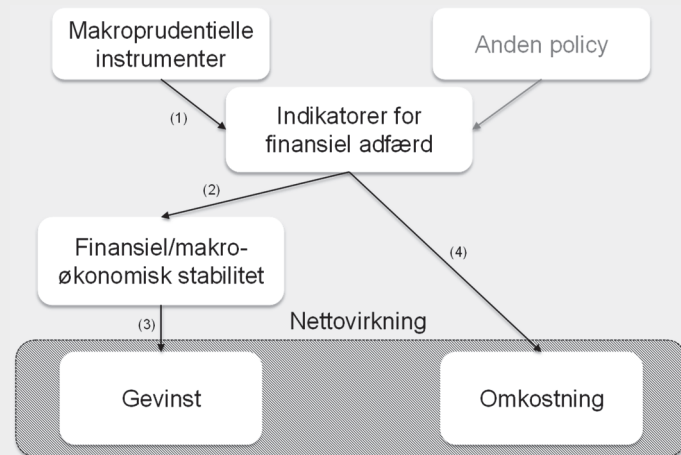 Makroprudentielle
instrumenter
Anden policy
(1)
Indikatorer for
finansiel adfærd
(2)
Finansiel/makro-
økonomisk stabilitet
(4)
(3)
Nettovirkning
Gevinst
Omkostning